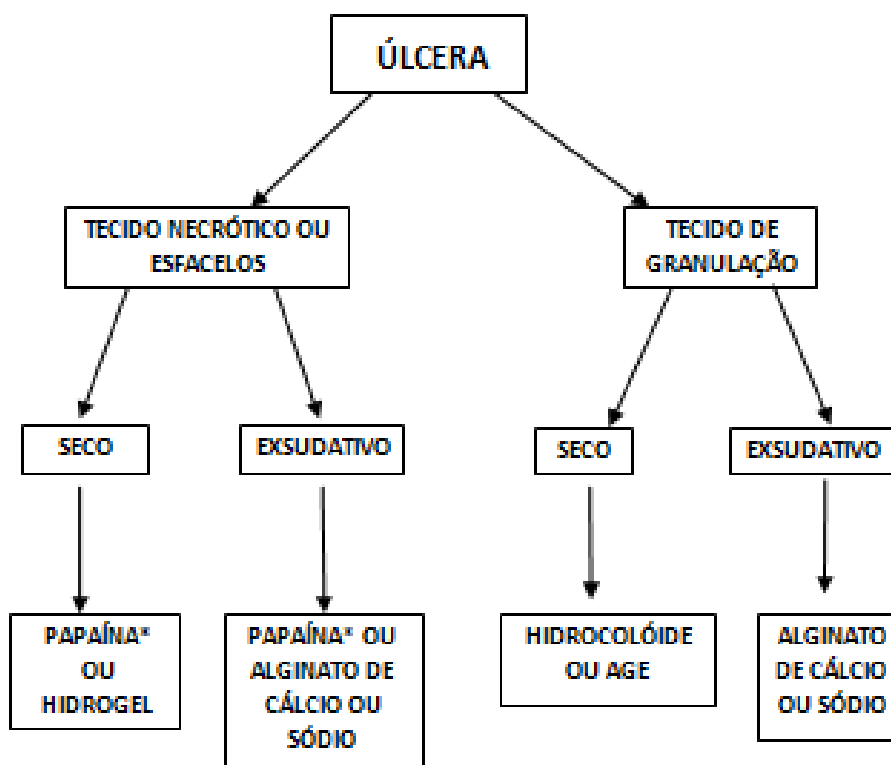 ÚLCERA
TECIDO NECRÓTICO OU
ESFACELOS
TECIDO DE
GRANULAÇÃO
SECO
EXSUDATIVO
SECO
EXSUDATIVO
PAPAÍNA*
OU
HIDROGEL
PAPAÍNA* OU
ALGINATO DE
CÁLCIO OU
SÓDIO
HIDROCOLÓIDE
OU AGE
ALGINATO
DE CÁLCIO
OU SÓDIO